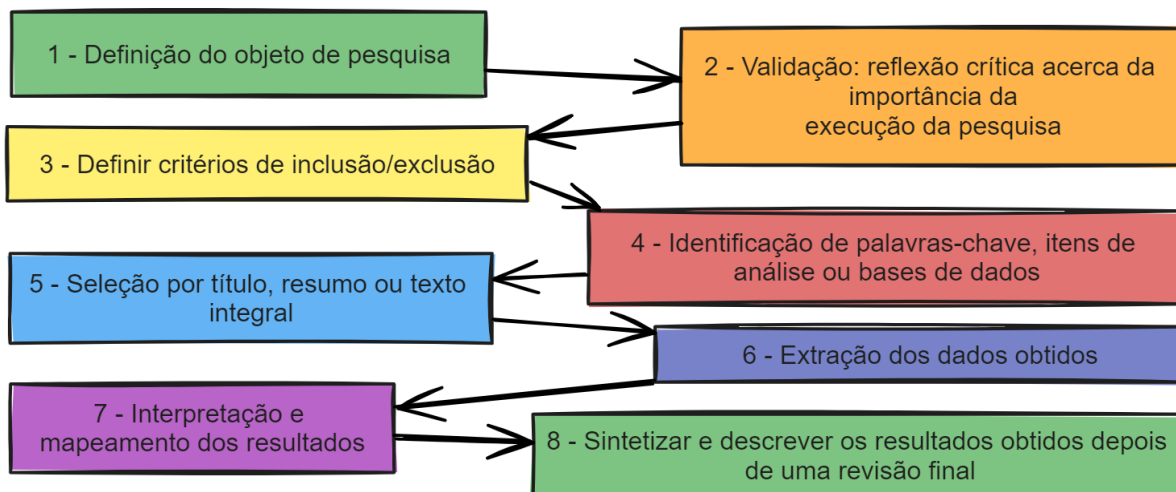 1 - Definição do objeto de pesquisa
2 - Validação: reflexão crítica acerca da
importância da
execução da pesquisa
3 - Definir critérios de inclusão/exclusão
4 - Identificação de palavras-chave, itens de
análise ou bases de dados
5 - Seleção por título, resumo ou texto
integral
6 - Extração dos dados obtidos
7 - Interpretação e
mapeamento dos resultados
8 - Sintetizar e descrever os resultados obtidos depois
de uma revisão final